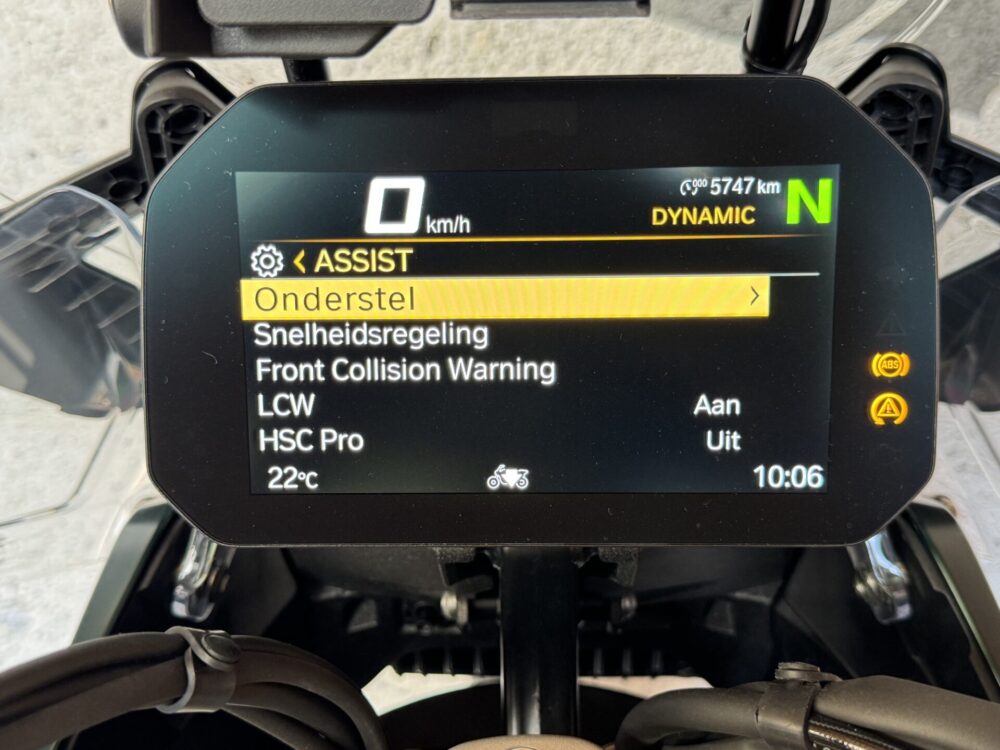 0 km/h
000 5747 km
DYNAMIC
N
< ASSIST
Onderstel >
Snelheidsregeling
Front Collision Warning
LCW Aan
HSC Pro Uit
ABS
22°C 10:06